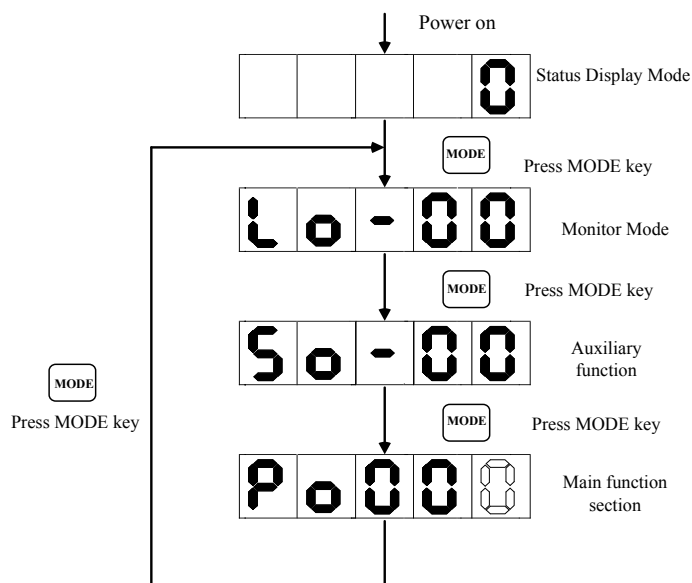 Power on
0
Status Display Mode
MODE
Press MODE key
Lo-00
Monitor Mode
MODE
Press MODE key
So-00
Auxiliary
function
MODE
Press MODE key
MODE
Press MODE key
Po000
Main function
section